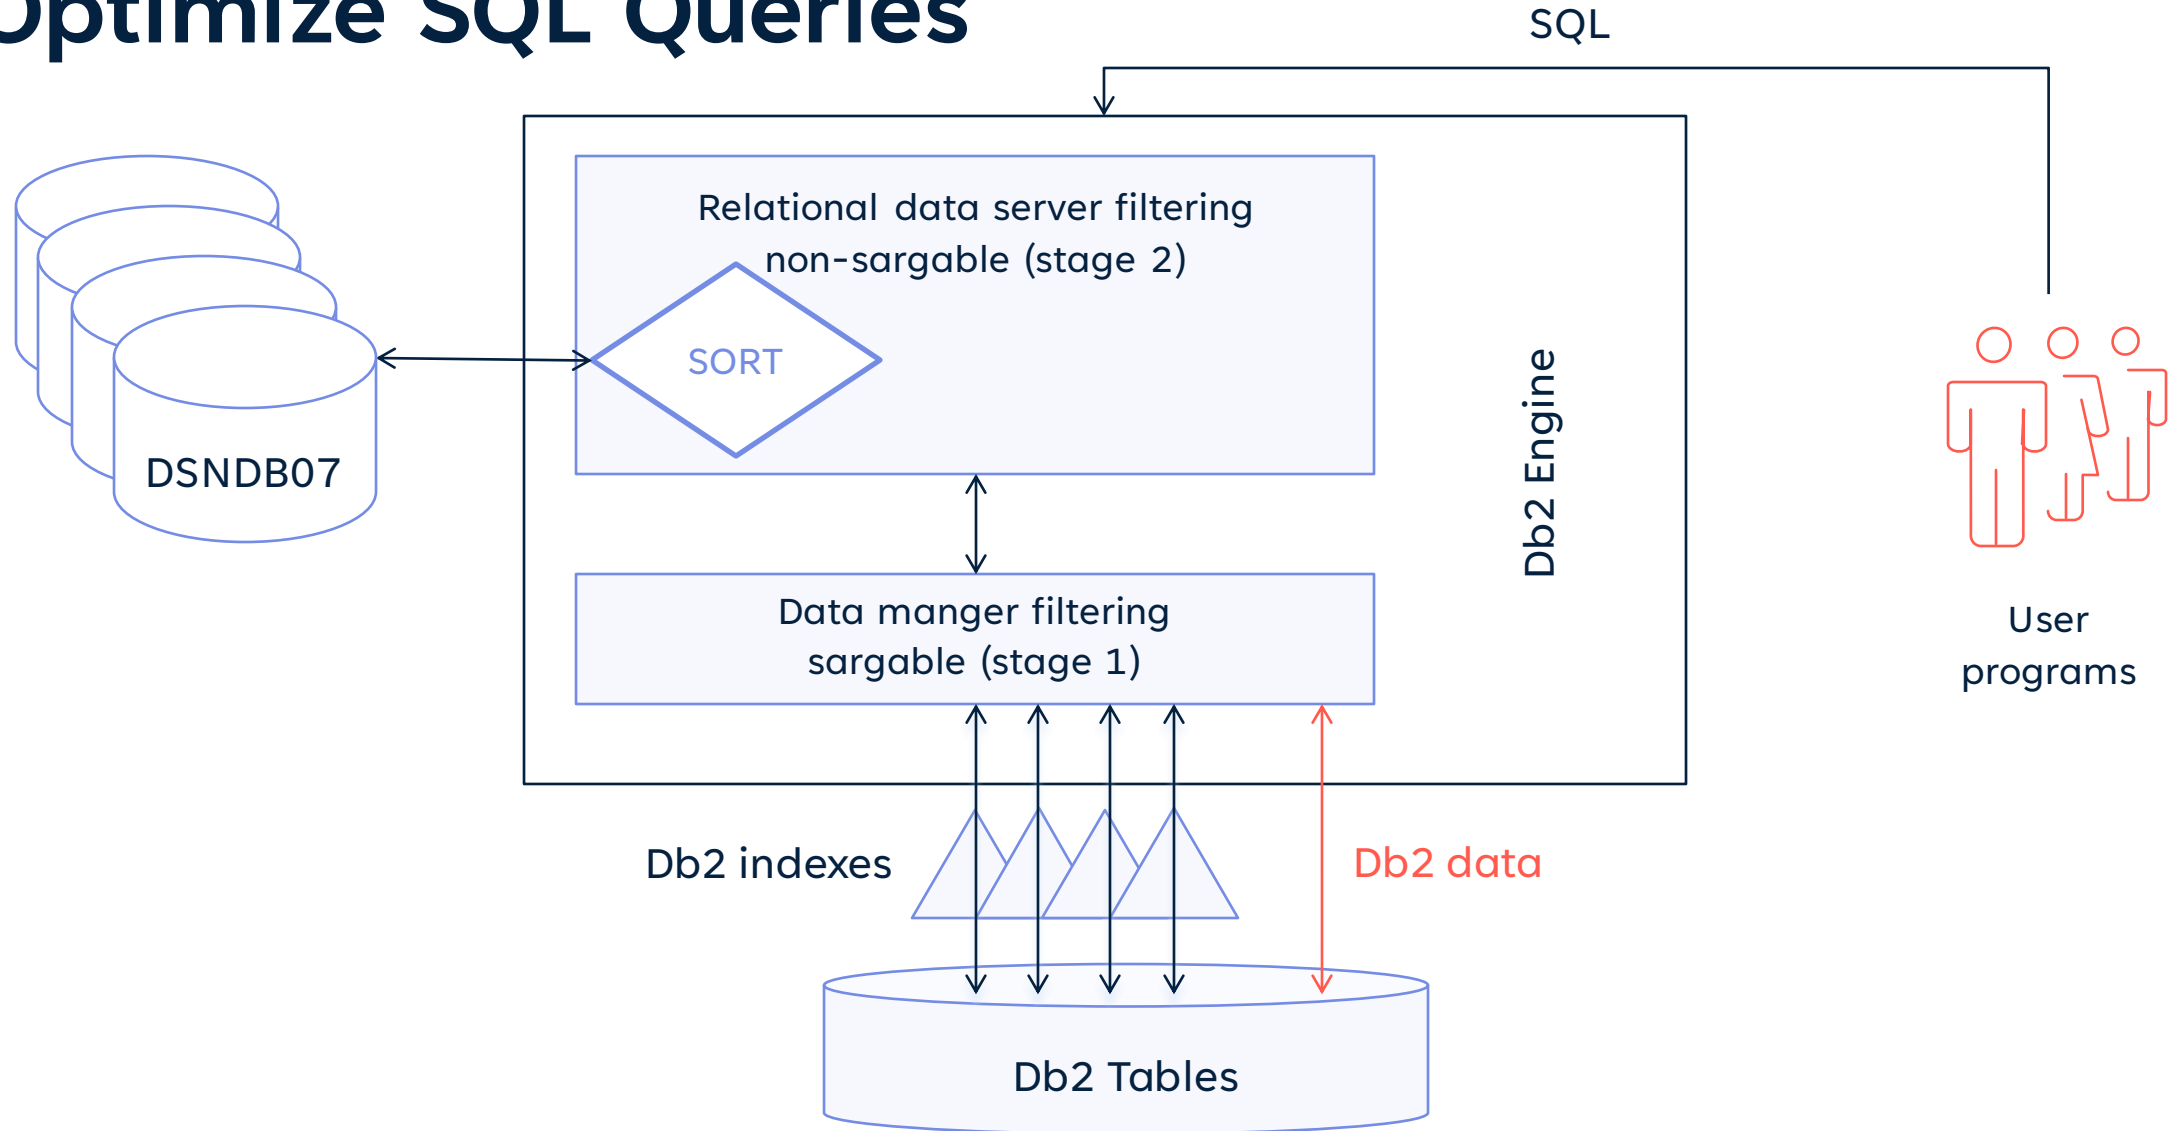 Optimize SQL Queries
SQL
Relational data server filtering
non-sargable (stage 2)
SORT
DSNDB07
Db2 Engine
Data manger filtering
sargable (stage 1)
User
programs
Db2 indexes
Db2 data
Db2 Tables